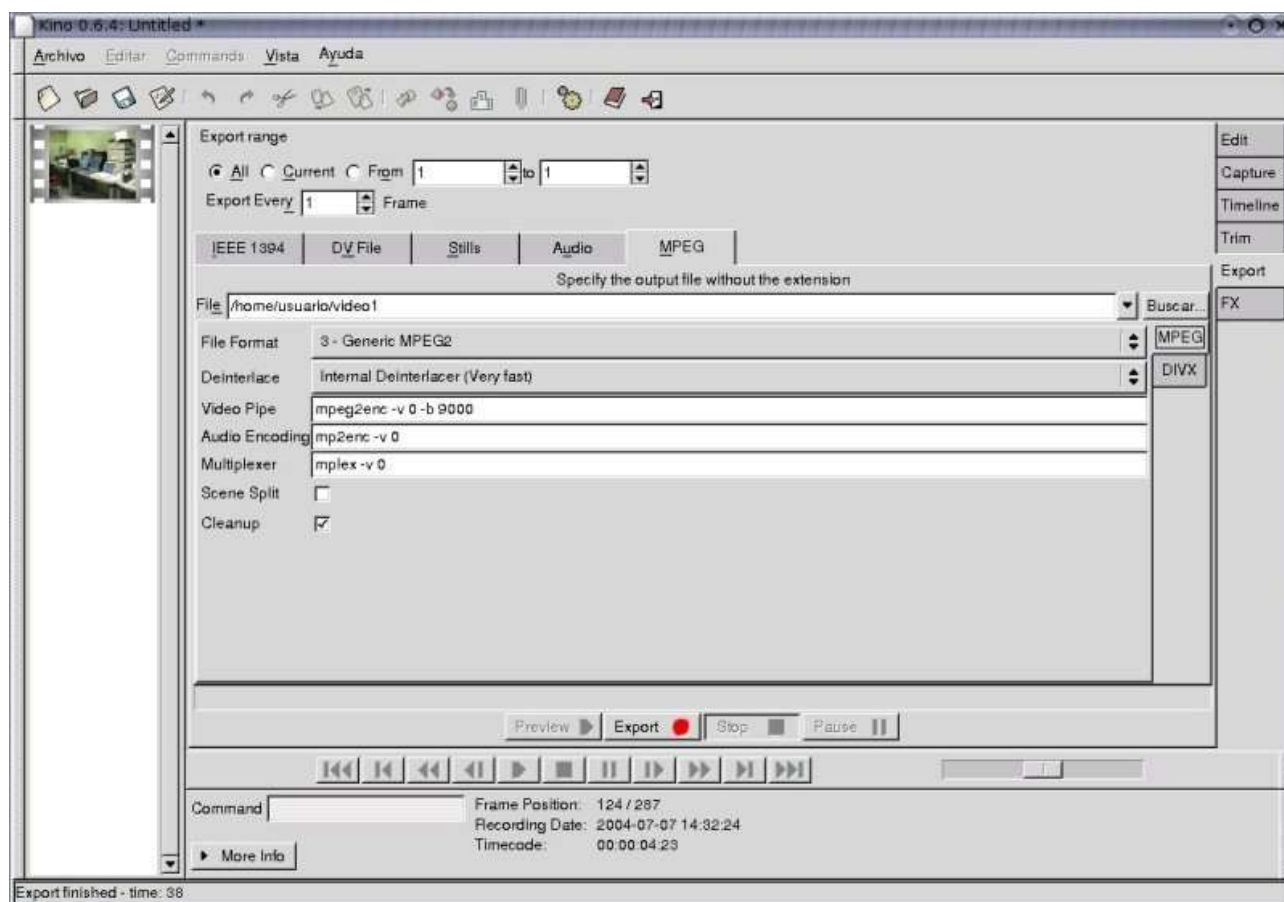 Kino 0.6.4: Untitled *
Archivo Editar Commands Vista Ayuda
Export range
All Current From 1 to 1
Export Every 1 Frame
IEEE 1394 DV File Stills Audio MPEG
Specify the output file without the extension
File /home/usuario/video1 Buscar...
File Format 3 - Generic MPEG2
Deinterlace Internal Deinterlacer (Very fast)
Video Pipe mpeg2enc -v 0 -b 9000
Audio Encoding mp2enc -v 0
Multiplexer mplex -v 0
Scene Split
Cleanup
MPEG
DIVX
Edit
Capture
Timeline
Trim
Export
FX
Preview Export Stop Pause
Command
Frame Position: 124 / 287
Recording Date: 2004-07-07 14:32:24
Timecode: 00:00:04:23
More Info
Export finished - time: 38